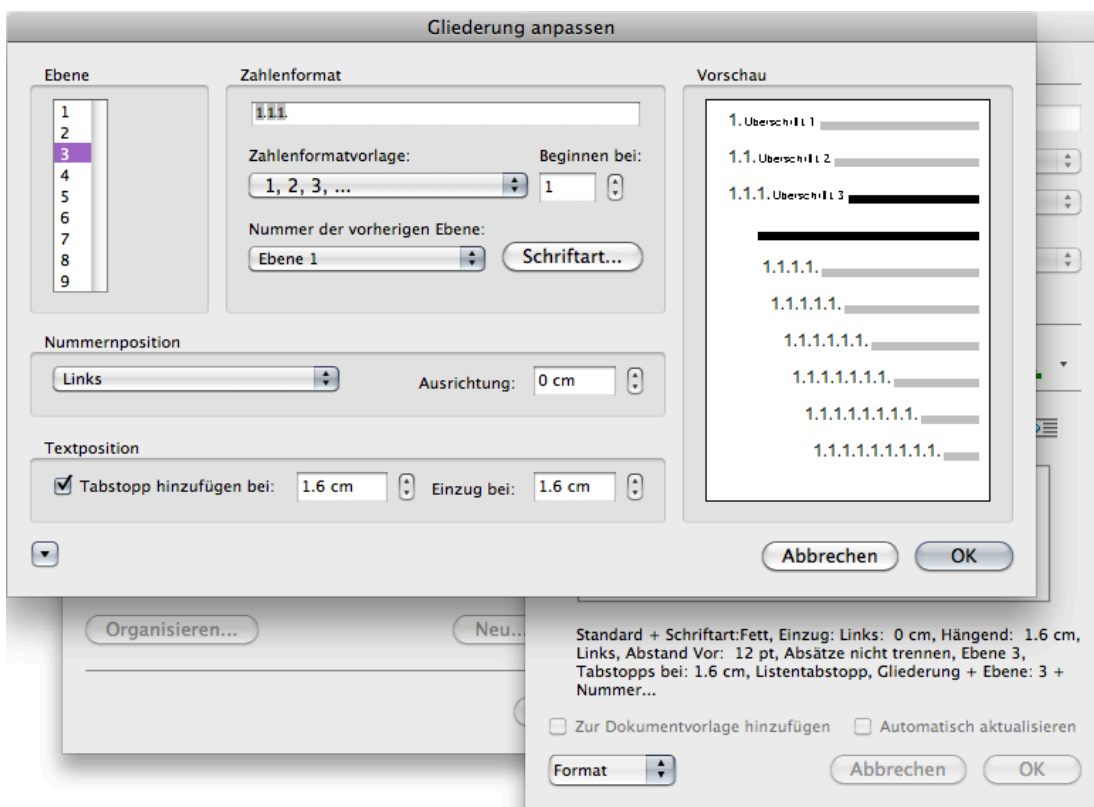 Gliederung anpassen
Ebene
1
2
3
4
5
6
7
8
9
Zahlenformat
1.1.1.
Zahlenformatvorlage:
1, 2, 3, ...
Beginnen bei:
1
Nummer der vorherigen Ebene:
Ebene 1
Schriftart...
Vorschau
1. Überschrift 1
1.1. Überschrift 2
1.1.1. Überschrift 3
1.1.1.1.
1.1.1.1.1.
1.1.1.1.1.1.
1.1.1.1.1.1.1.
1.1.1.1.1.1.1.1.
1.1.1.1.1.1.1.1.1.
Nummernposition
Links
Ausrichtung:
0 cm
Textposition
Tabstopp hinzufügen bei:
1.6 cm
Einzug bei:
1.6 cm
Abbrechen
OK
Organisieren...
Neu...
Standard + Schriftart:Fett, Einzug: Links: 0 cm, Hängend: 1.6 cm,
Links, Abstand Vor: 12 pt, Absätze nicht trennen, Ebene 3,
Tabstopps bei: 1.6 cm, Listentabstopp, Gliederung + Ebene: 3 +
Nummer...
Zur Dokumentvorlage hinzufügen
Automatisch aktualisieren
Format
Abbrechen
OK